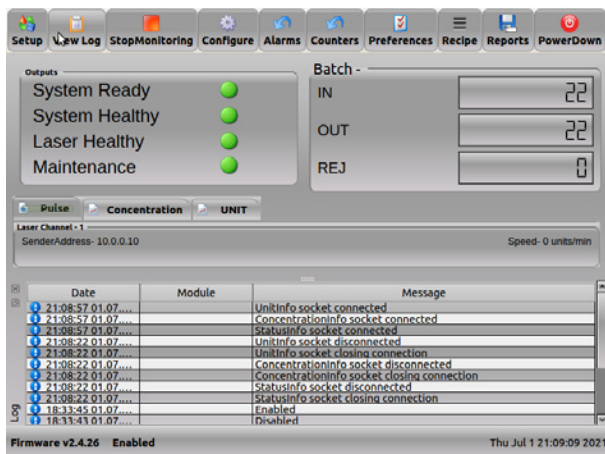 Setup View Log StopMonitoring Configure Alarms Counters Preferences Recipe Reports PowerDown
Outputs
System Ready
System Healthy
Laser Healthy
Maintenance
Batch -
IN 22
OUT 22
REJ 0
Pulse Concentration UNIT
Laser Channel - 1
SenderAddress- 10.0.0.10 Speed- 0 units/min
Date Module Message
21:08:57 01.07.... UnitInfo socket connected
21:08:57 01.07.... ConcentrationInfo socket connected
21:08:57 01.07.... StatusInfo socket connected
21:08:22 01.07.... UnitInfo socket disconnected
21:08:22 01.07.... UnitInfo socket closing connection
21:08:22 01.07.... ConcentrationInfo socket disconnected
21:08:22 01.07.... ConcentrationInfo socket closing connection
21:08:22 01.07.... StatusInfo socket disconnected
21:08:22 01.07.... StatusInfo socket closing connection
18:33:45 01.07.... Enabled
18:33:43 01.07.... Disabled
Log
Firmware v2.4.26 Enabled Thu Jul 1 21:09:09 2021